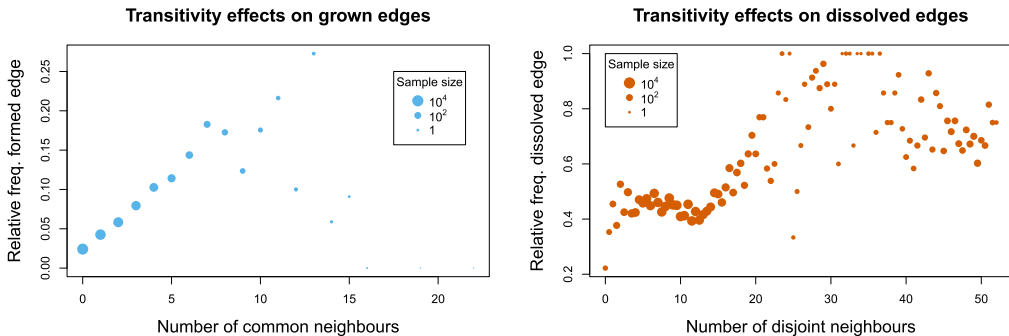 Transitivity effects on grown edges
Relative freq. formed edge
0.25
0.20
0.15
0.10
0.05
0.00
Sample size
10⁴
10²
1
0 5 10 15 20
Number of common neighbours
Transitivity effects on dissolved edges
Relative freq. dissolved edge
1.0
0.8
0.6
0.4
0.2
Sample size
10⁴
10²
1
0 10 20 30 40 50
Number of disjoint neighbours